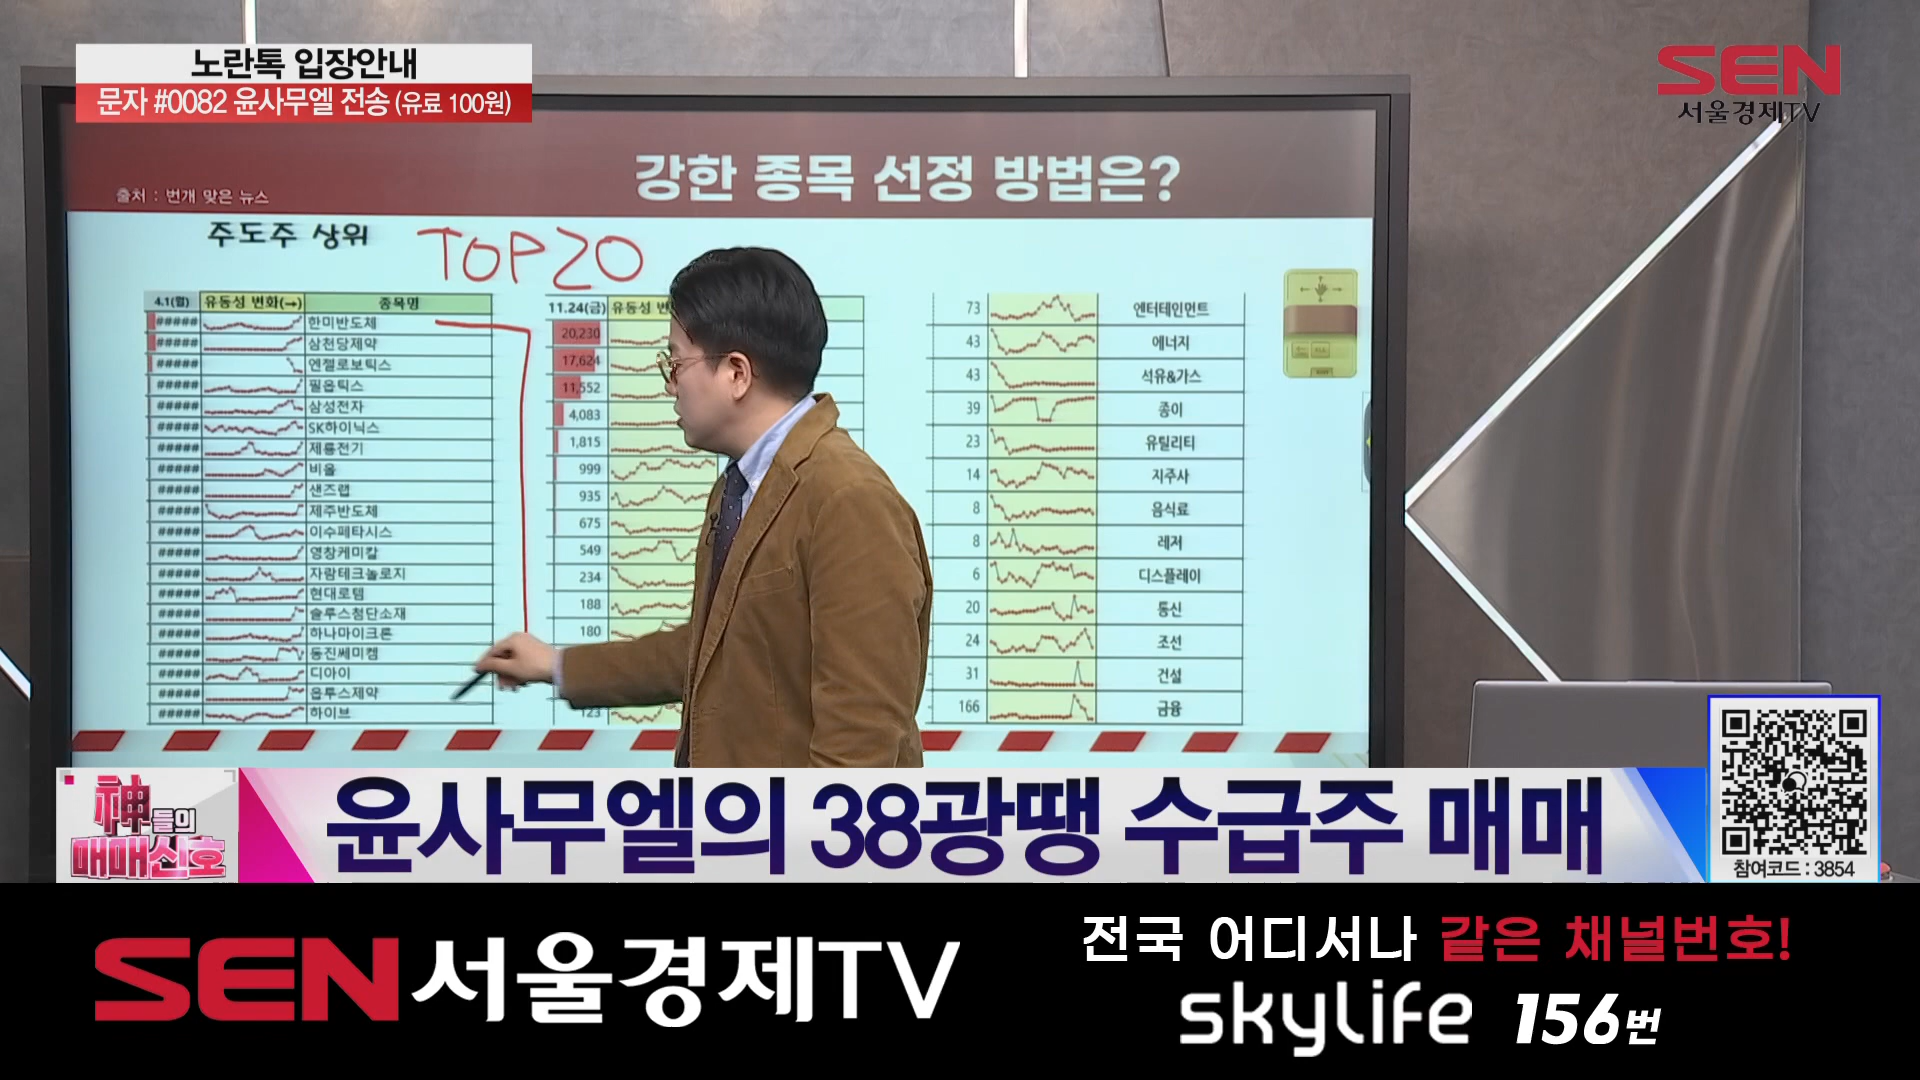 노란톡 입장안내
문자 #0082 윤사무엘 전송 (유료 100원)
SEN
서울경제TV
강한 종목 선정 방법은?
출처 : 번개 맞은 뉴스
주도주 상위
TOP20
4.1(월) 유동성 변화(→) 종목명
##### 한미반도체
##### 삼천당제약
##### 엔젤로보틱스
##### 필옵틱스
##### 삼성전자
##### SK하이닉스
##### 제룡전기
##### 비올
##### 샌즈랩
##### 제주반도체
##### 이수페타시스
##### 영창케미칼
##### 자람테크놀로지
##### 현대로템
##### 솔루스첨단소재
##### 하나마이크론
##### 동진쎄미켐
##### 디아이
##### 옵투스제약
##### 하이브
11.24(금) 유동성
20,230
17,624
11,552
4,083
1,815
999
935
675
549
234
188
180
123
73 엔터테인먼트
43 에너지
43 석유&가스
39 종이
23 유틸리티
14 지주사
8 음식료
8 레저
6 디스플레이
20 통신
24 조선
31 건설
166 금융
神들의
매매신호
윤사무엘의 38광땡 수급주 매매
참여코드 : 3854
SEN 서울경제TV
전국 어디서나 같은 채널번호!
skylife 156번